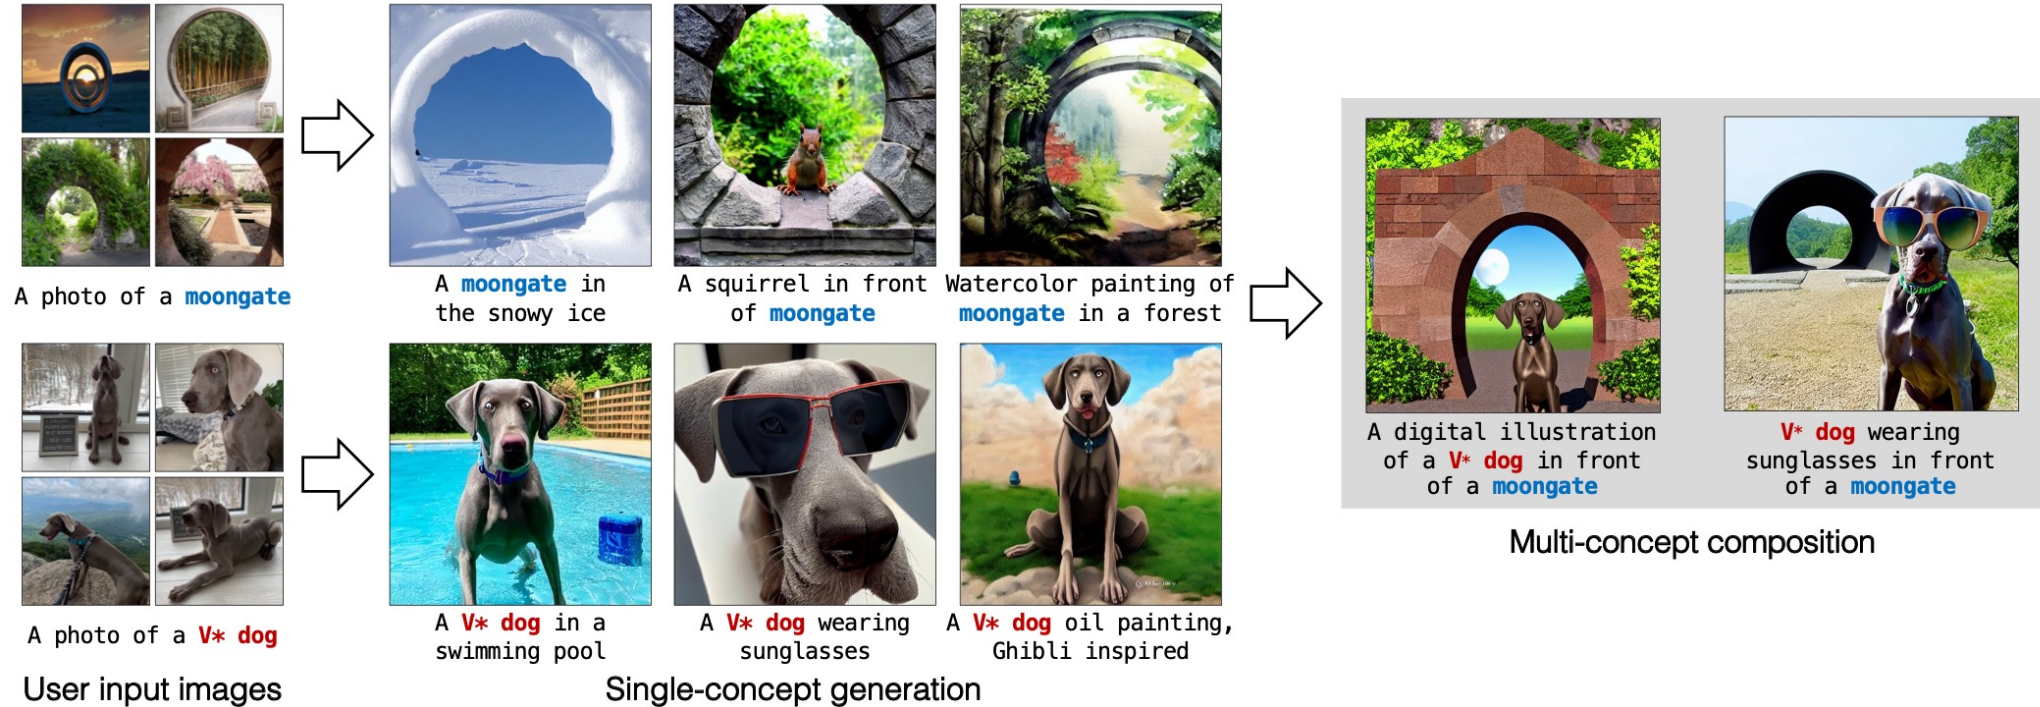 A photo of a moongate
A moongate in
the snowy ice
A squirrel in front
of moongate
Watercolor painting of
moongate in a forest
A photo of a V* dog
A V* dog in a
swimming pool
A V* dog wearing
sunglasses
A V* dog oil painting,
Ghibli inspired
User input images
Single-concept generation
A digital illustration
of a V* dog in front
of a moongate
V* dog wearing
sunglasses in front
of a moongate
Multi-concept composition